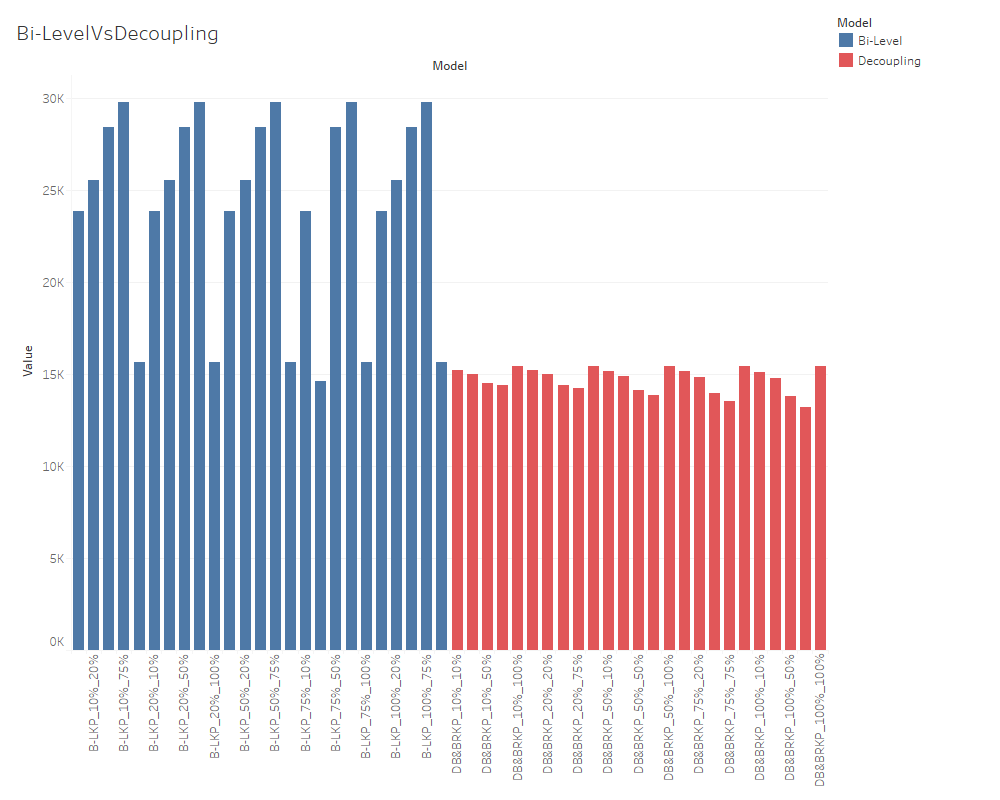 Bi-LevelVsDecoupling
Model
Bi-Level
Decoupling
Model
Value
30K
25K
20K
15K
10K
5K
0K
B-LKP_10%_20%
B-LKP_10%_75%
B-LKP_20%_10%
B-LKP_20%_50%
B-LKP_20%_100%
B-LKP_50%_20%
B-LKP_50%_75%
B-LKP_75%_10%
B-LKP_75%_50%
B-LKP_75%_100%
B-LKP_100%_20%
B-LKP_100%_75%
DB&BRKP_10%_10%
DB&BRKP_10%_50%
DB&BRKP_10%_100%
DB&BRKP_20%_20%
DB&BRKP_20%_75%
DB&BRKP_50%_10%
DB&BRKP_50%_50%
DB&BRKP_50%_100%
DB&BRKP_75%_20%
DB&BRKP_75%_75%
DB&BRKP_100%_10%
DB&BRKP_100%_50%
DB&BRKP_100%_100%